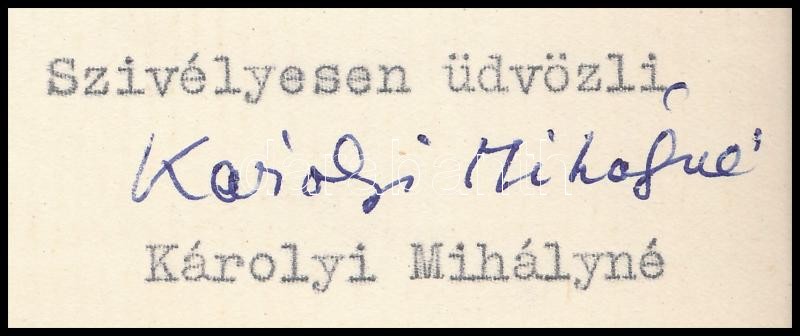 Szivélyesen üdvözli
Károlyi Mihályné
Károlyi Mihályné